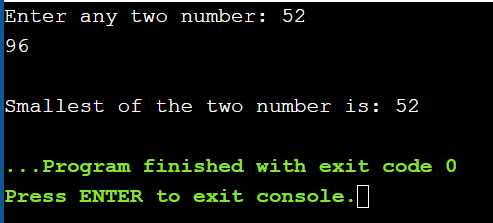 Enter any two number: 52
96
Smallest of the two number is: 52
...Program finished with exit code 0
Press ENTER to exit console.